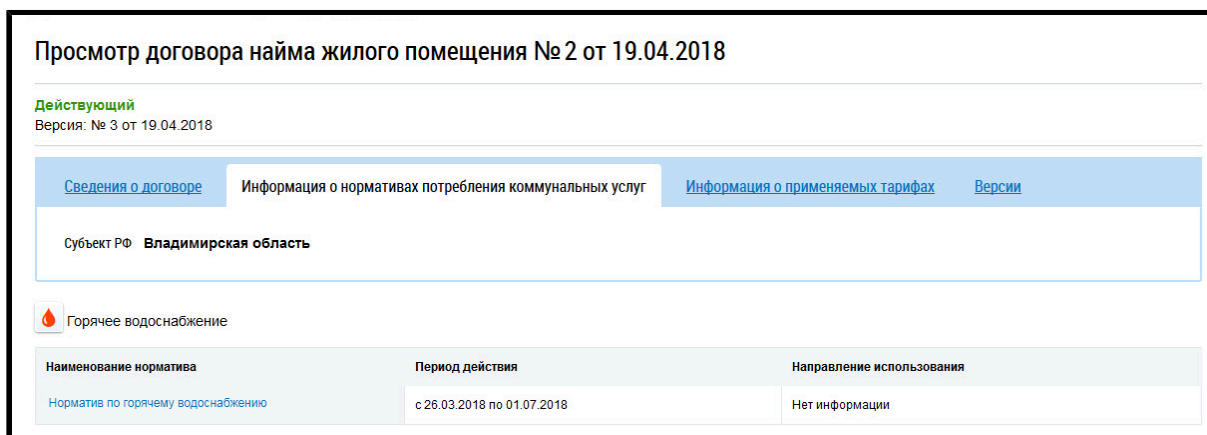 Просмотр договора найма жилого помещения № 2 от 19.04.2018
Действующий
Версия: № 3 от 19.04.2018
Сведения о договоре Информация о нормативах потребления коммунальных услуг Информация о применяемых тарифах Версии
Субъект РФ Владимирская область
Горячее водоснабжение
Наименование норматива Период действия Направление использования
Норматив по горячему водоснабжению с 26.03.2018 по 01.07.2018 Нет информации